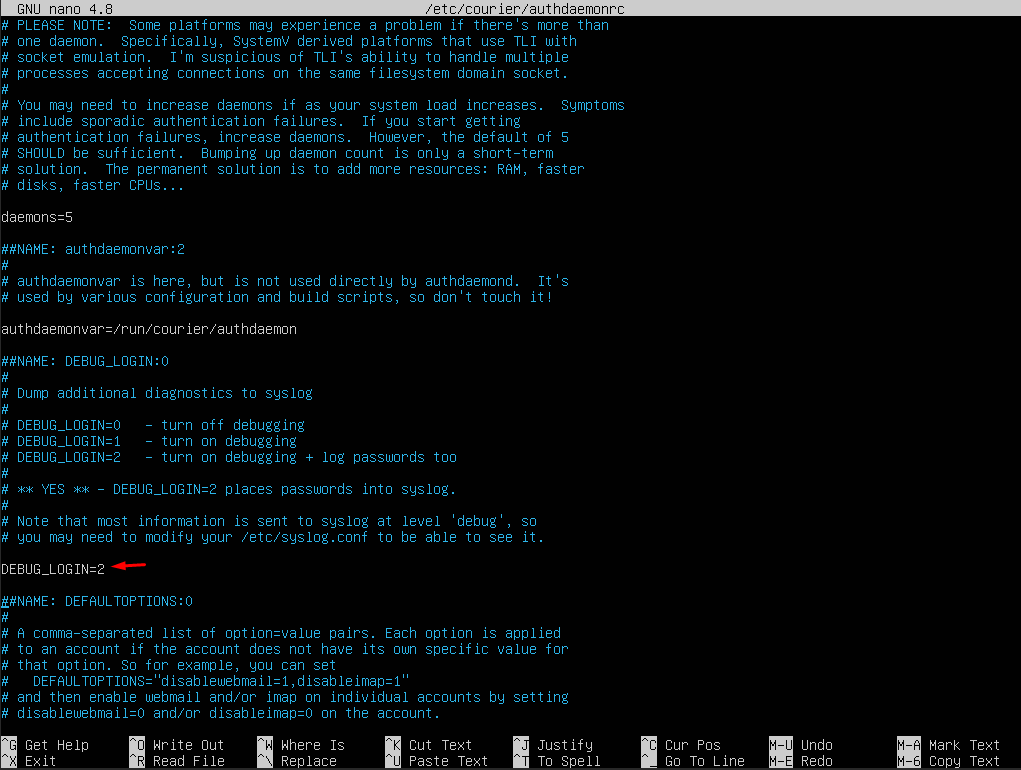 GNU nano 4.8 /etc/courier/authdaemonrc
# PLEASE NOTE:  Some platforms may experience a problem if there's more than
# one daemon.  Specifically, SystemV derived platforms that use TLI with
# socket emulation.  I'm suspicious of TLI's ability to handle multiple
# processes accepting connections on the same filesystem domain socket.
#
# You may need to increase daemons if as your system load increases.  Symptoms
# include sporadic authentication failures.  If you start getting
# authentication failures, increase daemons.  However, the default of 5
# SHOULD be sufficient.  Bumping up daemon count is only a short-term
# solution.  The permanent solution is to add more resources: RAM, faster
# disks, faster CPUs...
daemons=5
##NAME: authdaemonvar:2
#
# authdaemonvar is here, but is not used directly by authdaemond.  It's
# used by various configuration and build scripts, so don't touch it!
authdaemonvar=/run/courier/authdaemon
##NAME: DEBUG_LOGIN:0
#
# Dump additional diagnostics to syslog
#
# DEBUG_LOGIN=0   - turn off debugging
# DEBUG_LOGIN=1   - turn on debugging
# DEBUG_LOGIN=2   - turn on debugging + log passwords too
#
# ** YES ** - DEBUG_LOGIN=2 places passwords into syslog.
#
# Note that most information is sent to syslog at level 'debug', so
# you may need to modify your /etc/syslog.conf to be able to see it.
DEBUG_LOGIN=2
##NAME: DEFAULTOPTIONS:0
#
# A comma-separated list of option=value pairs. Each option is applied
# to an account if the account does not have its own specific value for
# that option. So for example, you can set
#   DEFAULTOPTIONS="disablewebmail=1,disableimap=1"
# and then enable webmail and/or imap on individual accounts by setting
# disablewebmail=0 and/or disableimap=0 on the account.
^G Get Help ^O Write Out ^W Where Is ^K Cut Text ^J Justify ^C Cur Pos M-U Undo M-A Mark Text
^X Exit ^R Read File ^\ Replace ^U Paste Text ^T To Spell ^_ Go To Line M-E Redo M-6 Copy Text